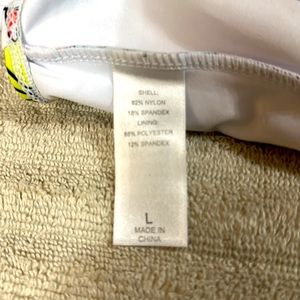 SHELL:
82% NYLON
18% SPANDEX
LINING:
88% POLYESTER
12% SPANDEX
L
MADE IN
CHINA